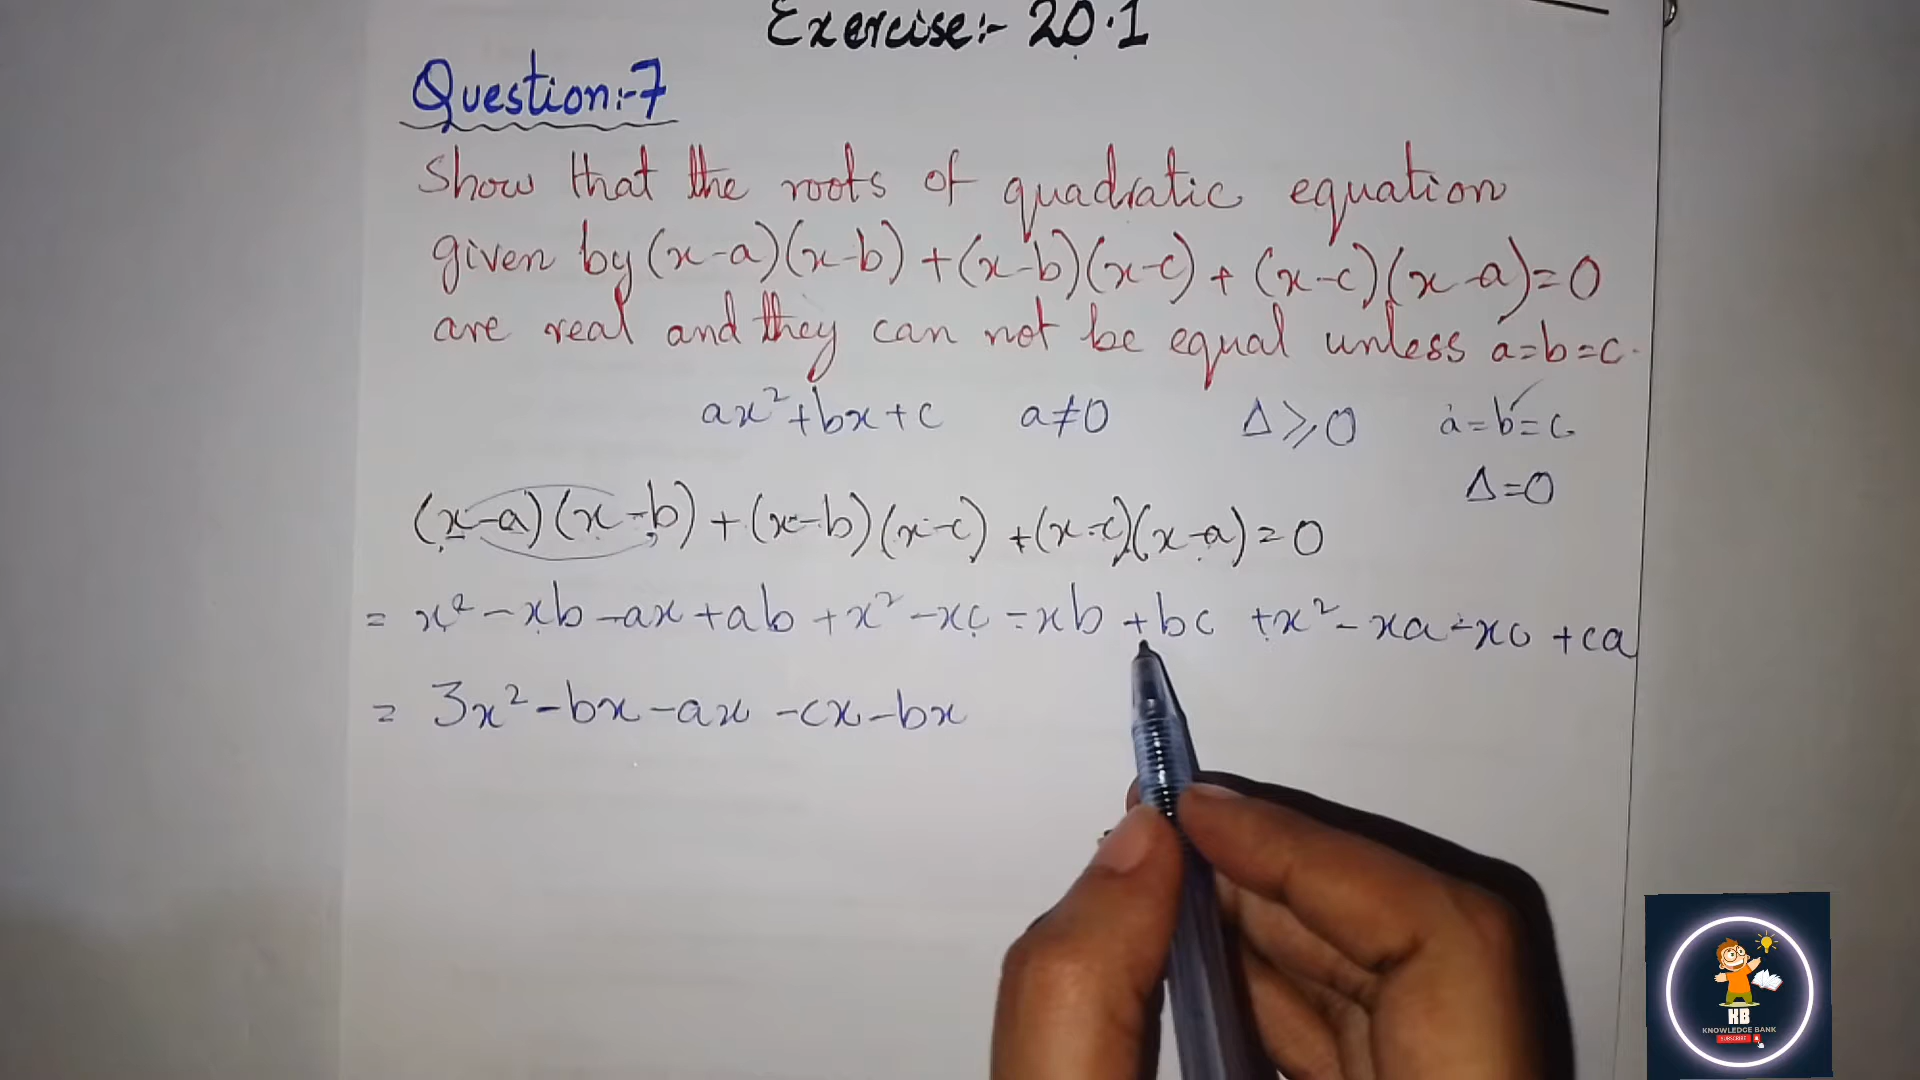 Exercise:- 20.1
Question:-7
Show that the roots of quadratic equation
given by (x-a)(x-b) + (x-b)(x-c) + (x-c)(x-a)=0
are real and they can not be equal unless a=b=c.
ax²+bx+c a≠0 Δ⩾0 a=b=c
Δ=0
(x-a)(x-b)+(x-b)(x-c)+(x-c)(x-a)=0
= x²-xb-ax+ab+x²-xc-xb+bc+x²-xa-xc+ca
= 3x²-bx-ax-cx-bx
KB
KNOWLEDGE BANK
SUBSCRIBE